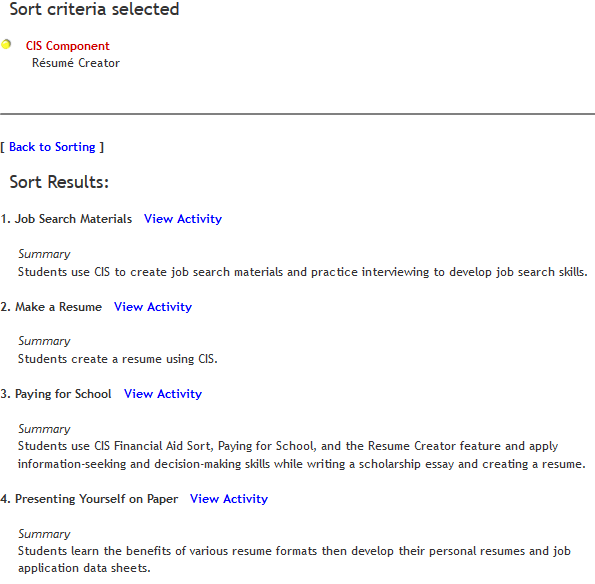 Sort criteria selected
CIS Component
Résumé Creator
[ Back to Sorting ]
Sort Results:
1. Job Search Materials View Activity
Summary
Students use CIS to create job search materials and practice interviewing to develop job search skills.
2. Make a Resume View Activity
Summary
Students create a resume using CIS.
3. Paying for School View Activity
Summary
Students use CIS Financial Aid Sort, Paying for School, and the Resume Creator feature and apply
information-seeking and decision-making skills while writing a scholarship essay and creating a resume.
4. Presenting Yourself on Paper View Activity
Summary
Students learn the benefits of various resume formats then develop their personal resumes and job
application data sheets.